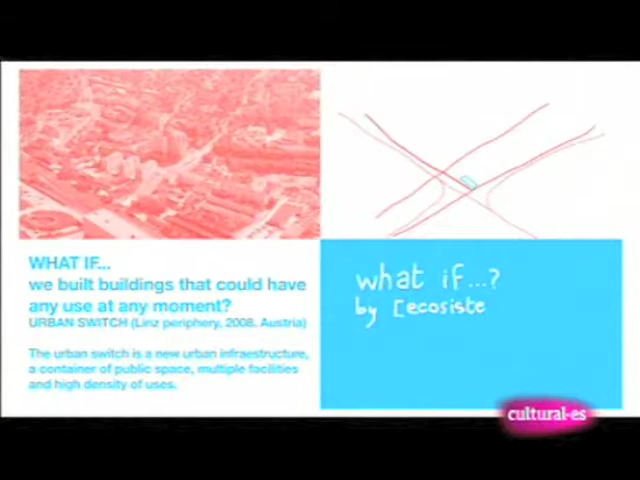 WHAT IF...
we built buildings that could have
any use at any moment?
URBAN SWITCH (Linz periphery, 2008. Austria)
The urban switch is a new urban infraestructure,
a container of public space, multiple facilities
and high density of uses.
what if...?
by [ecosiste
cultural·es